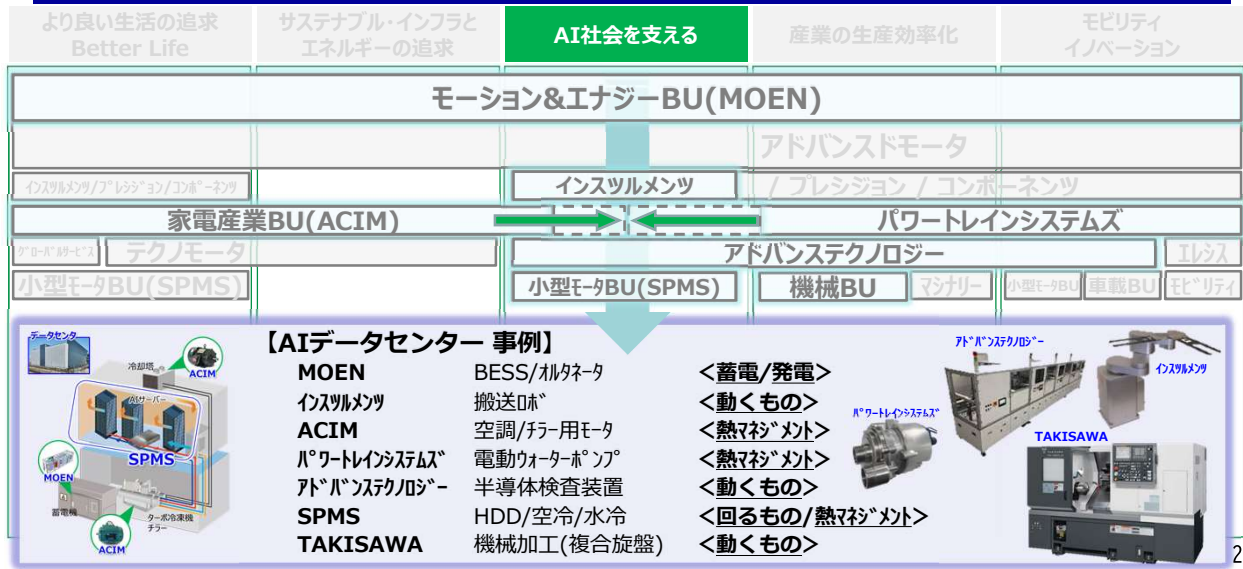 より良い生活の追求
Better Life
サステナブル・インフラと
エネルギーの追求
AI社会を支える
産業の生産効率化
モビリティ
イノベーション
モーション&エナジーBU(MOEN)
アドバンスドモータ
インスツルメンツ/プレシジョン/コンポーネンツ
インスツルメンツ
/ プレシジョン / コンポーネンツ
家電産業BU(ACIM)
パワートレインシステムズ
グローバルサービス
テクノモータ
アドバンステクノロジー
エレシス
小型モータBU(SPMS)
小型モータBU(SPMS)
機械BU
マシナリー
小型モータBU
車載BU
モビリティ
【AIデータセンター 事例】
MOEN BESS/オルタネータ <蓄電/発電>
インスツルメンツ 搬送ロボ <動くもの>
ACIM 空調/チラー用モータ <熱マネジメント>
パワートレインシステムズ 電動ウォーターポンプ <熱マネジメント>
アドバンステクノロジー 半導体検査装置 <動くもの>
SPMS HDD/空冷/水冷 <回るもの/熱マネジメント>
TAKISAWA 機械加工(複合旋盤) <動くもの>
データセンタ
冷却塔
ACIM
AIサーバー
SPMS
MOEN
蓄電機
ターボ冷凍機
チラー
ACIM
アドバンステクノロジー
インスツルメンツ
パワートレインシステムズ
TAKISAWA
2